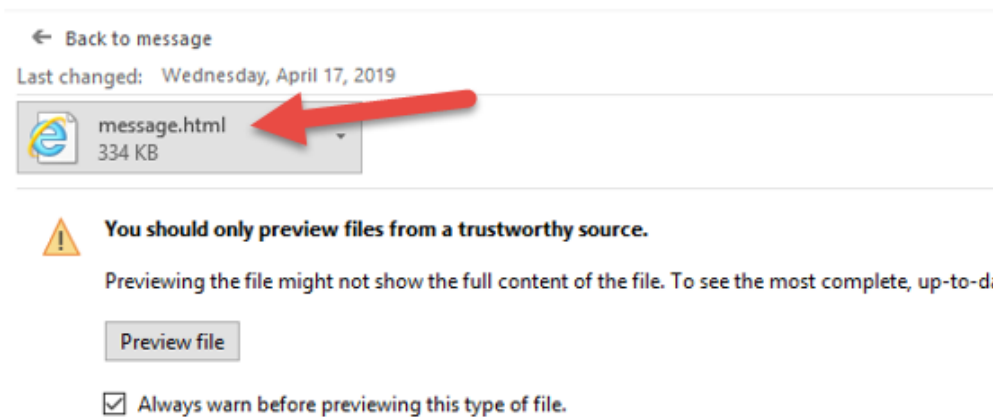 Back to message
Last changed: Wednesday, April 17, 2019
message.html
334 KB
You should only preview files from a trustworthy source.
Previewing the file might not show the full content of the file. To see the most complete, up-to-
Preview file
Always warn before previewing this type of file.